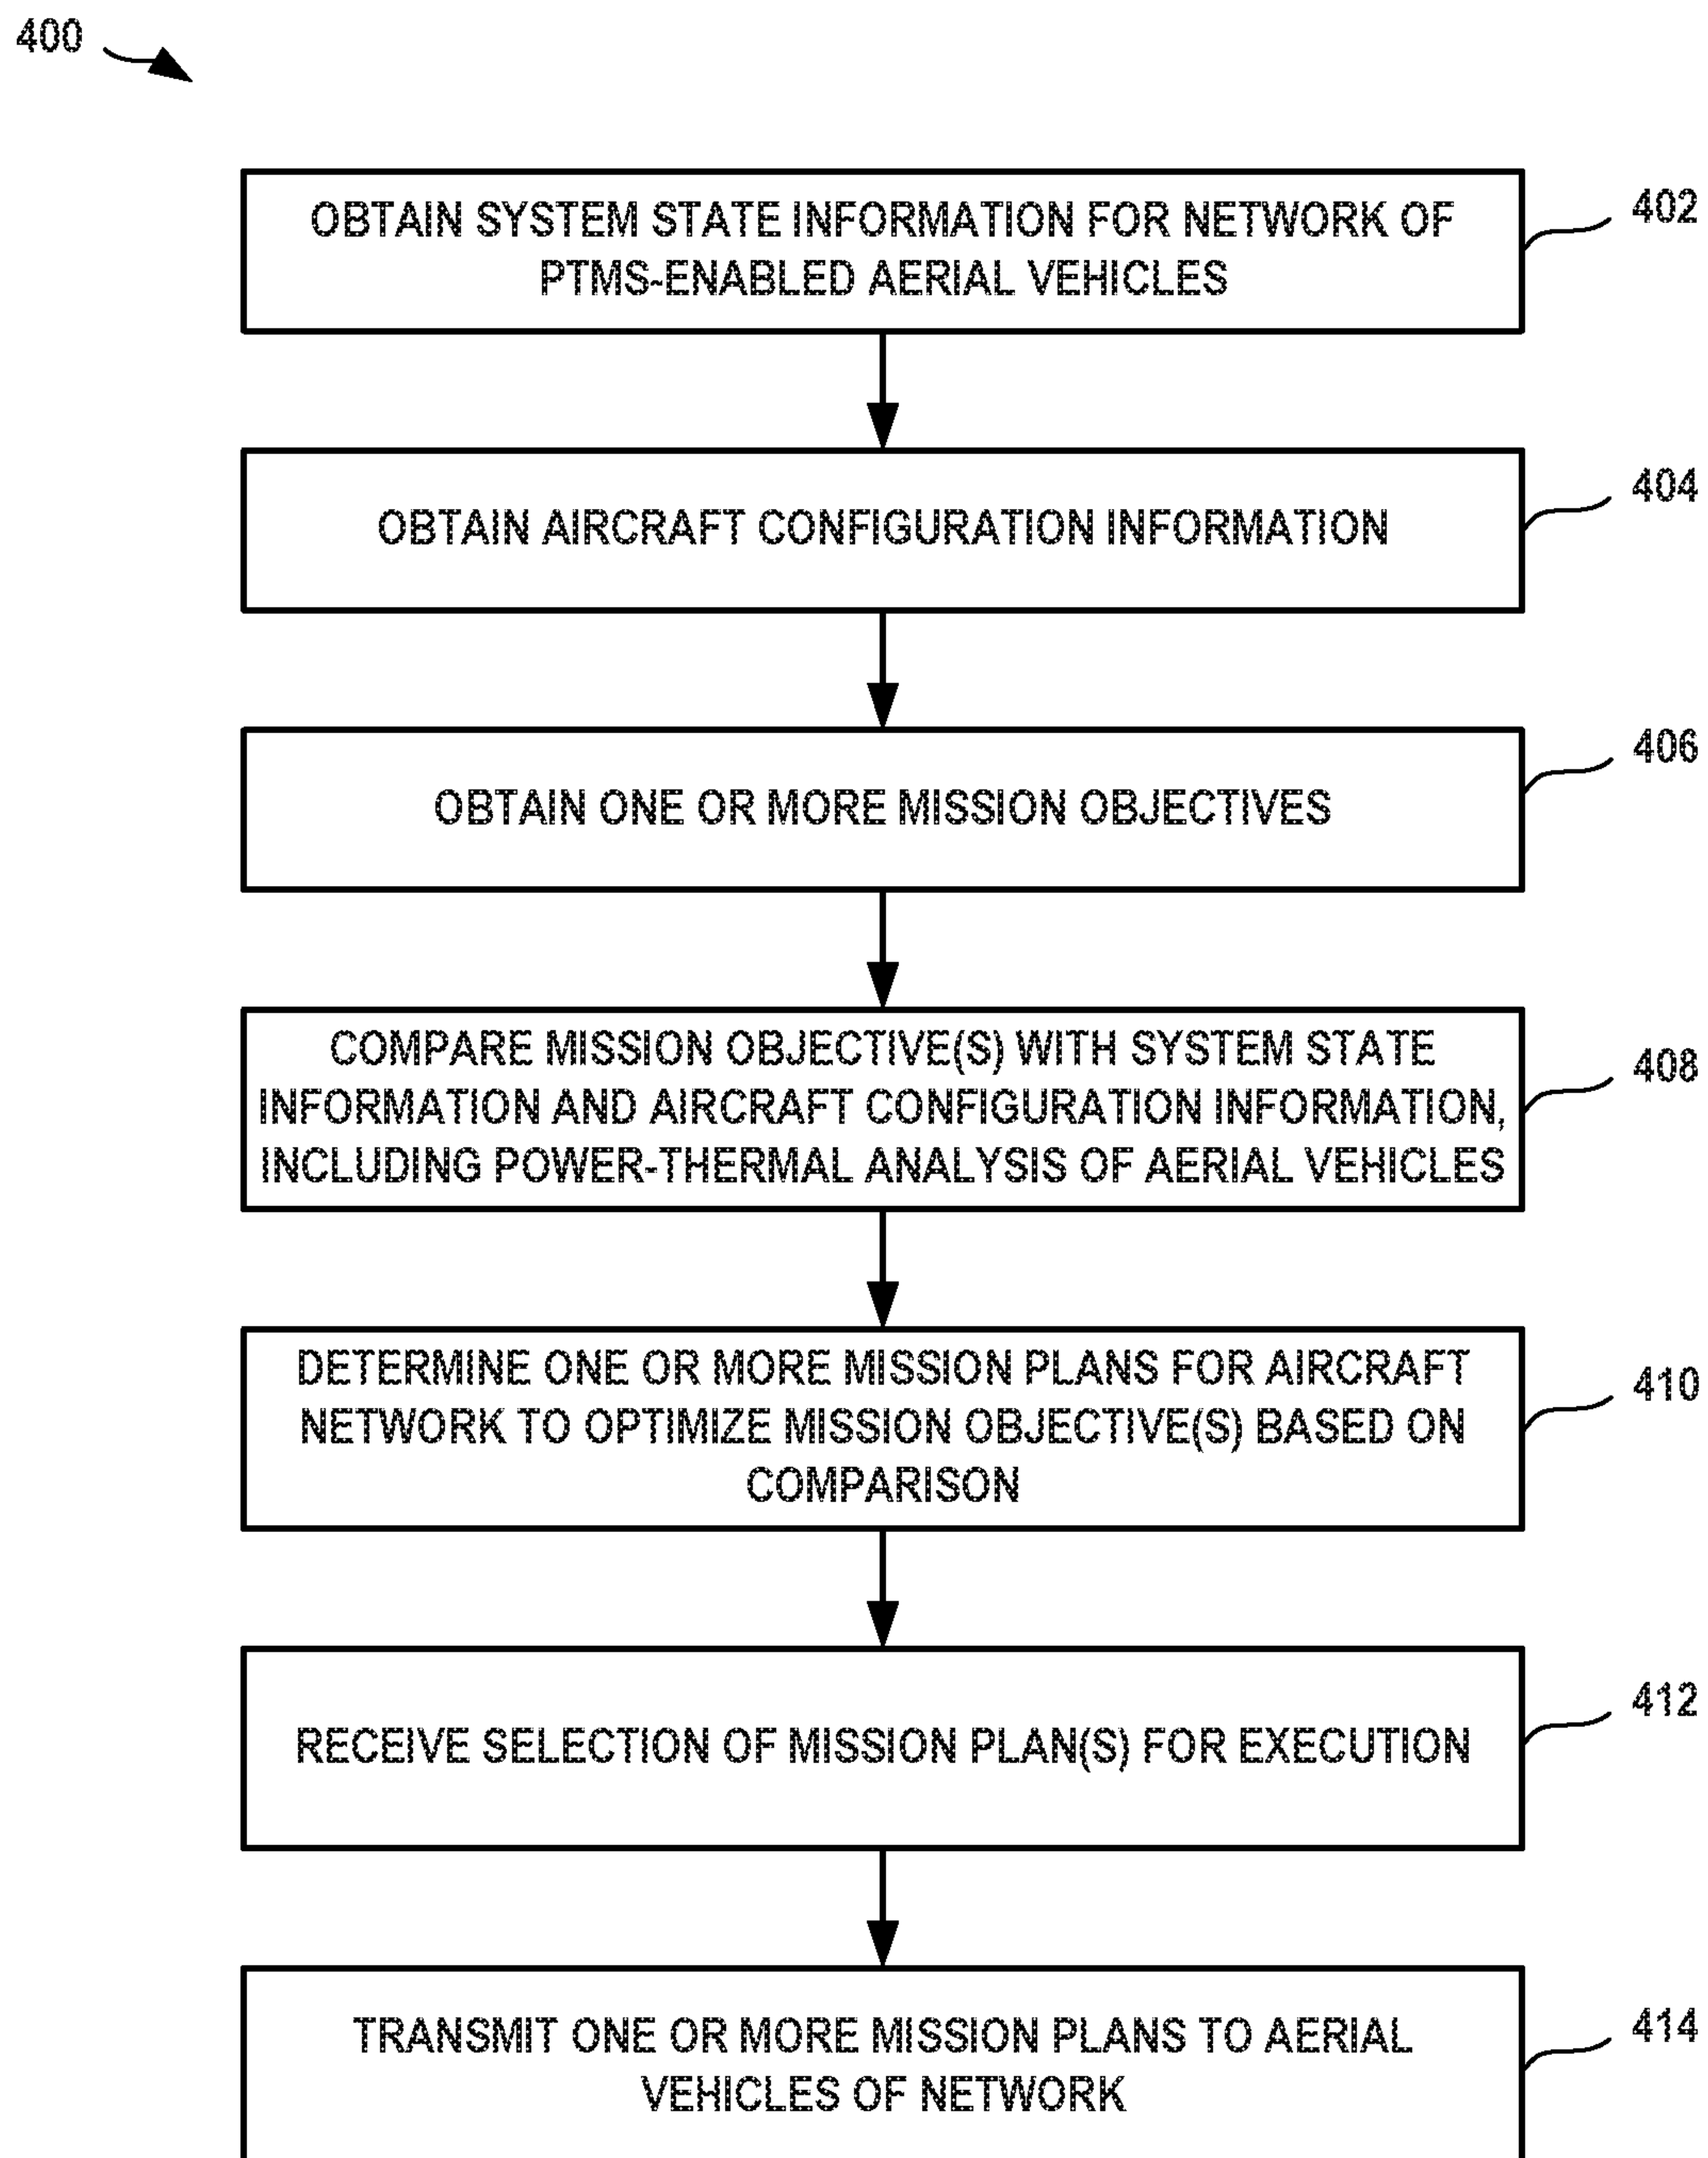 400
OBTAIN SYSTEM STATE INFORMATION FOR NETWORK OF
PTMS-ENABLED AERIAL VEHICLES
402
OBTAIN AIRCRAFT CONFIGURATION INFORMATION
404
OBTAIN ONE OR MORE MISSION OBJECTIVES
406
COMPARE MISSION OBJECTIVE(S) WITH SYSTEM STATE
INFORMATION AND AIRCRAFT CONFIGURATION INFORMATION,
INCLUDING POWER-THERMAL ANALYSIS OF AERIAL VEHICLES
408
DETERMINE ONE OR MORE MISSION PLANS FOR AIRCRAFT
NETWORK TO OPTIMIZE MISSION OBJECTIVE(S) BASED ON
COMPARISON
410
RECEIVE SELECTION OF MISSION PLAN(S) FOR EXECUTION
412
TRANSMIT ONE OR MORE MISSION PLANS TO AERIAL
VEHICLES OF NETWORK
414